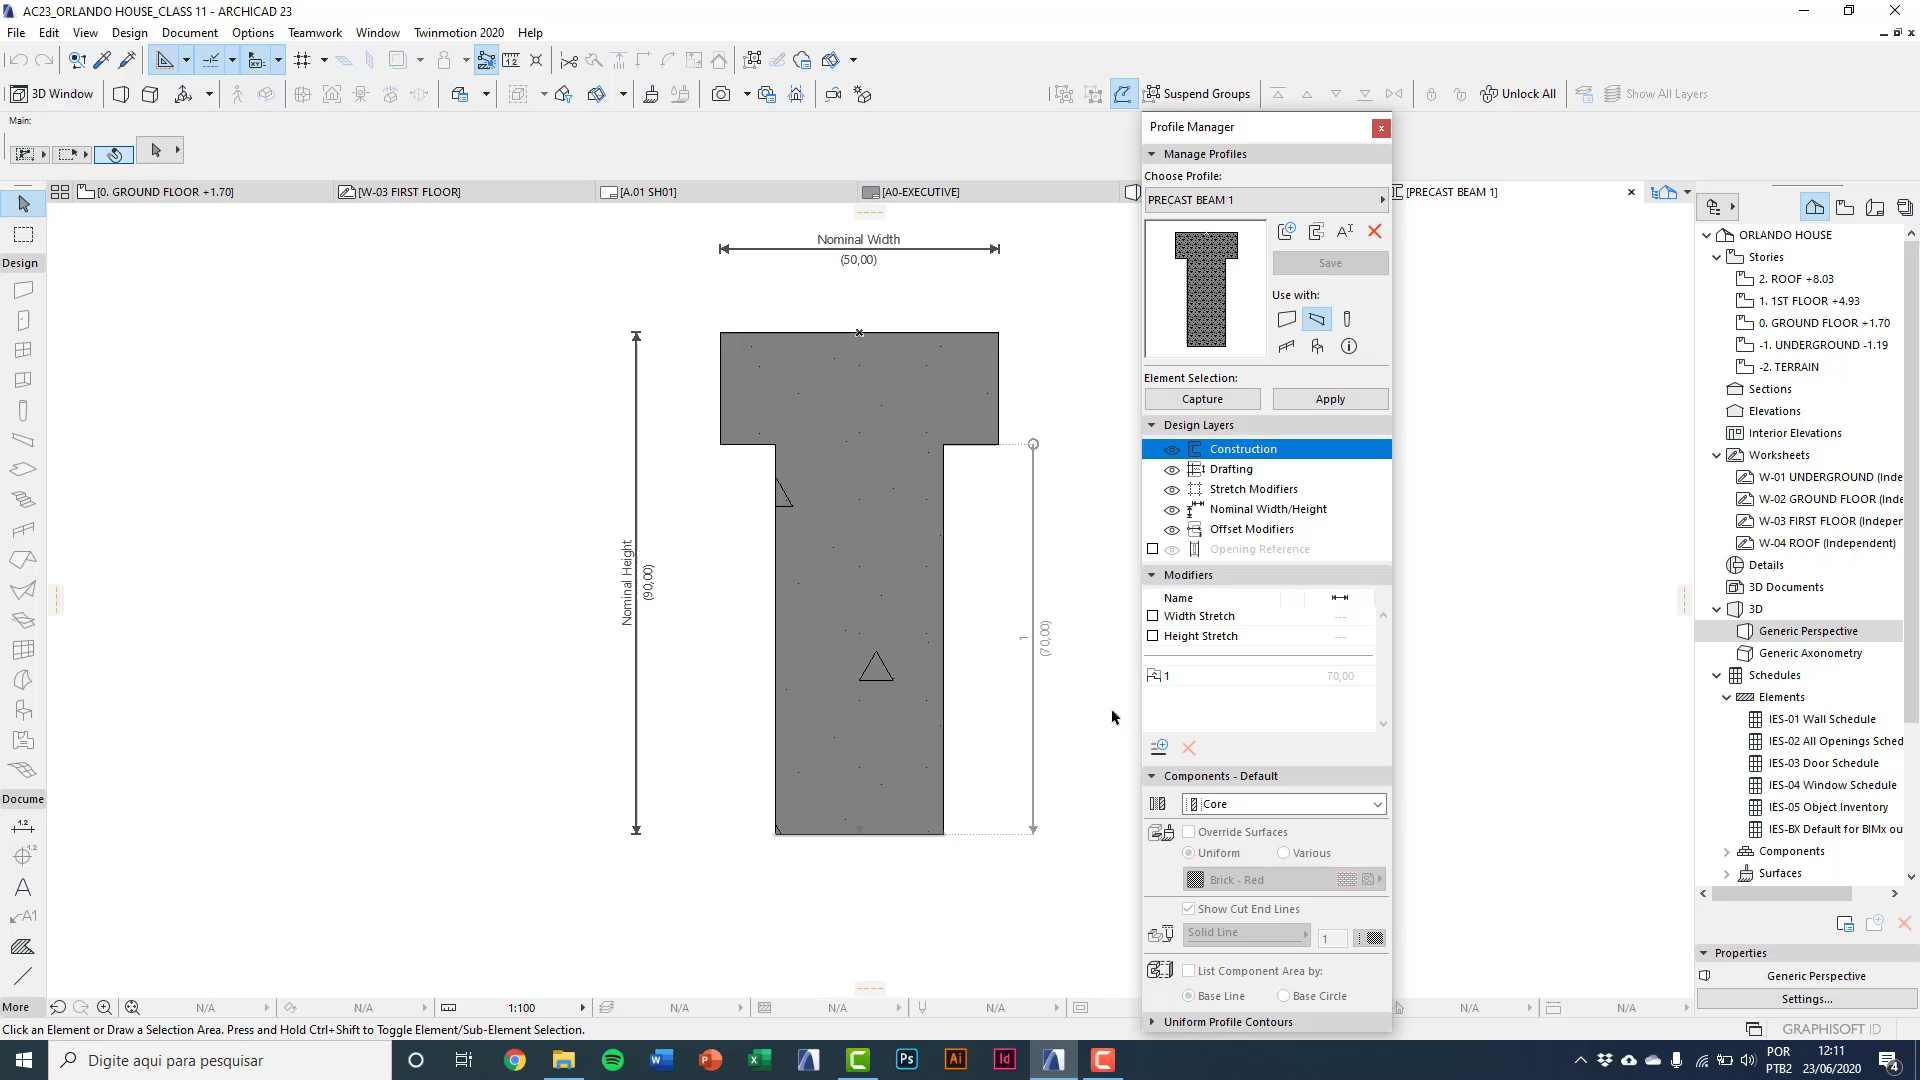 AC23_ORLANDO HOUSE_CLASS 11 - ARCHICAD 23
File Edit View Design Document Options Teamwork Window Twinmotion 2020 Help
3D Window
Suspend Groups
Unlock All
Show All Layers
Main:
[0. GROUND FLOOR +1.70]
[W-03 FIRST FLOOR]
[A.01 SH01]
[A0-EXECUTIVE]
[PRECAST BEAM 1]
Design
Docume
More
Nominal Width
(50,00)
Nominal Height
(90,00)
1
(70,00)
Profile Manager
Manage Profiles
Choose Profile:
PRECAST BEAM 1
Save
Use with:
Element Selection:
Capture
Apply
Design Layers
Construction
Drafting
Stretch Modifiers
Nominal Width/Height
Offset Modifiers
Opening Reference
Modifiers
Name
Width Stretch ---
Height Stretch ---
1 70,00
Components - Default
Core
Override Surfaces
Uniform Various
Brick - Red
Show Cut End Lines
Solid Line 1
List Component Area by:
Base Line Base Circle
Uniform Profile Contours
ORLANDO HOUSE
Stories
2. ROOF +8.03
1. 1ST FLOOR +4.93
0. GROUND FLOOR +1.70
-1. UNDERGROUND -1.19
-2. TERRAIN
Sections
Elevations
Interior Elevations
Worksheets
W-01 UNDERGROUND (Inde
W-02 GROUND FLOOR (Inde
W-03 FIRST FLOOR (Indeper
W-04 ROOF (Independent)
Details
3D Documents
3D
Generic Perspective
Generic Axonometry
Schedules
Elements
IES-01 Wall Schedule
IES-02 All Openings Sched
IES-03 Door Schedule
IES-04 Window Schedule
IES-05 Object Inventory
IES-BX Default for BIMx ou
Components
Surfaces
Properties
Generic Perspective
Settings...
N/A N/A 1:100 N/A N/A N/A N/A N/A
Click an Element or Draw a Selection Area. Press and Hold Ctrl+Shift to Toggle Element/Sub-Element Selection.
GRAPHISOFT ID
Digite aqui para pesquisar
POR
PTB2
12:11
23/06/2020
4